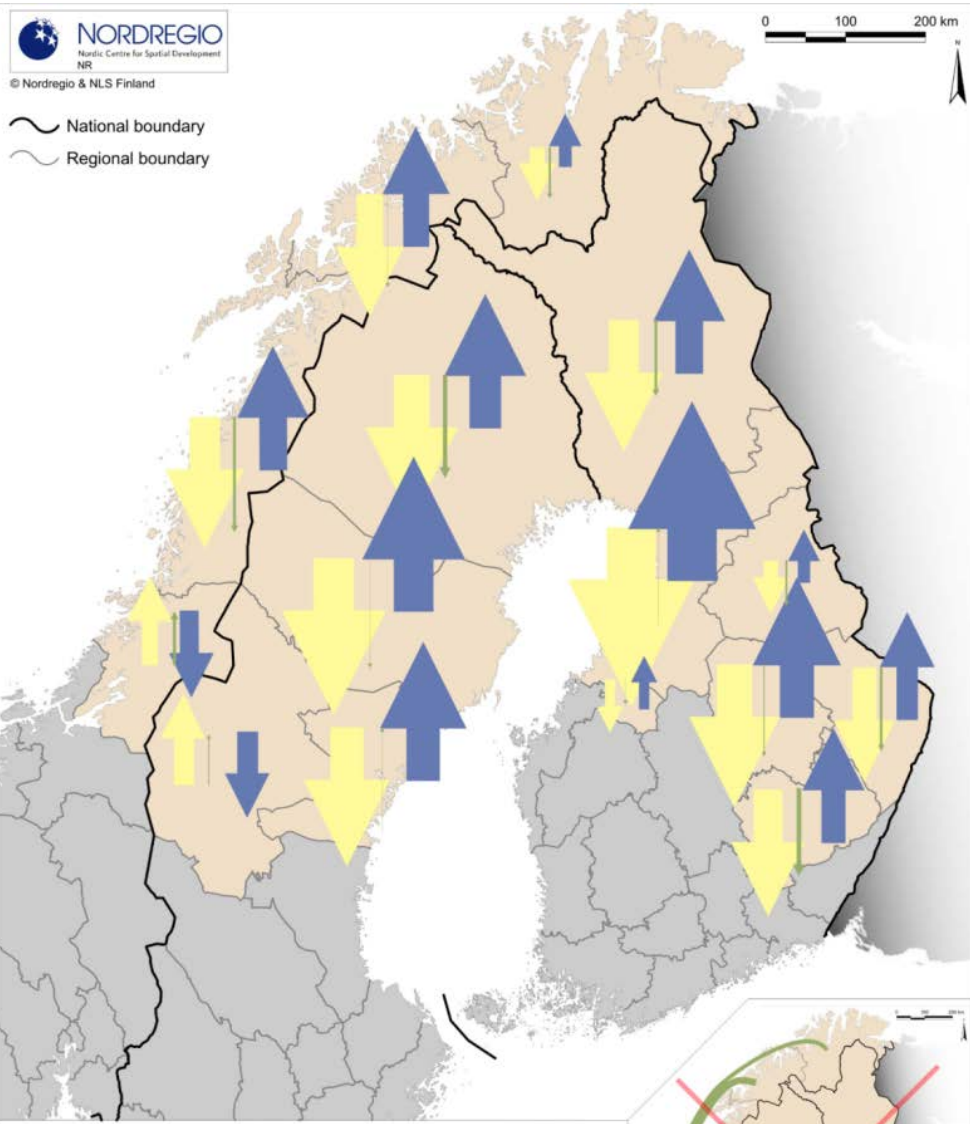 NORDREGIO
Nordic Centre for Spatial Development
NR
© Nordregio & NLS Finland
National boundary
Regional boundary
0 100 200 km
N